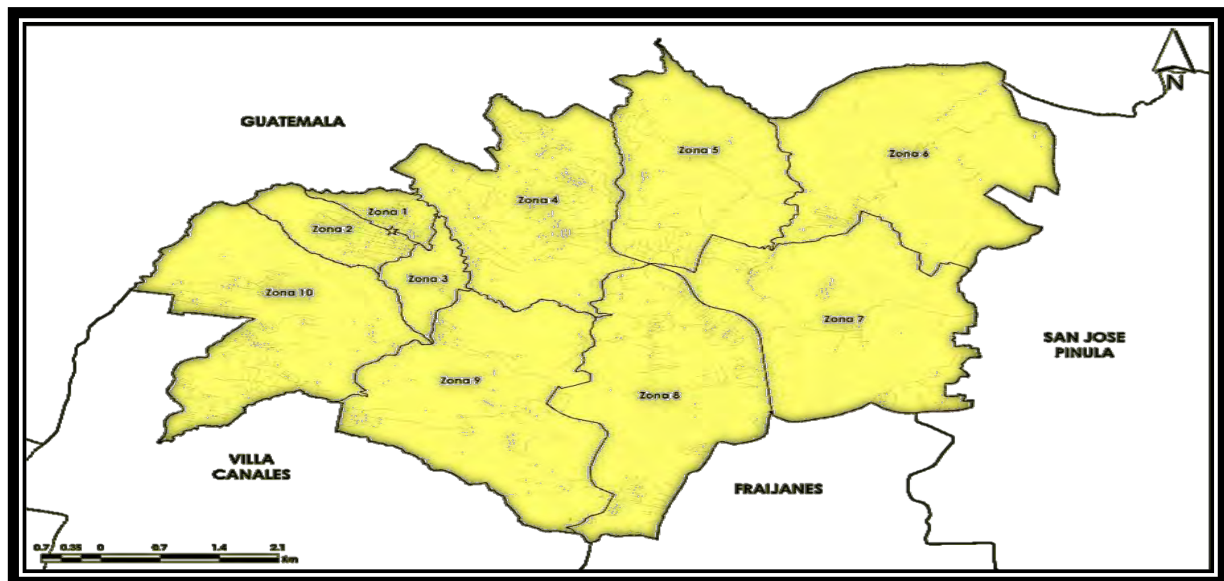 N
GUATEMALA
Zona 5
Zona 6
Zona 4
Zona 1
Zona 2
Zona 3
Zona 10
Zona 7
SAN JOSE
PINULA
Zona 9
Zona 8
VILLA
CANALES
FRAIJANES
0.7 0.35 0 0.7 1.4 2.1
Km